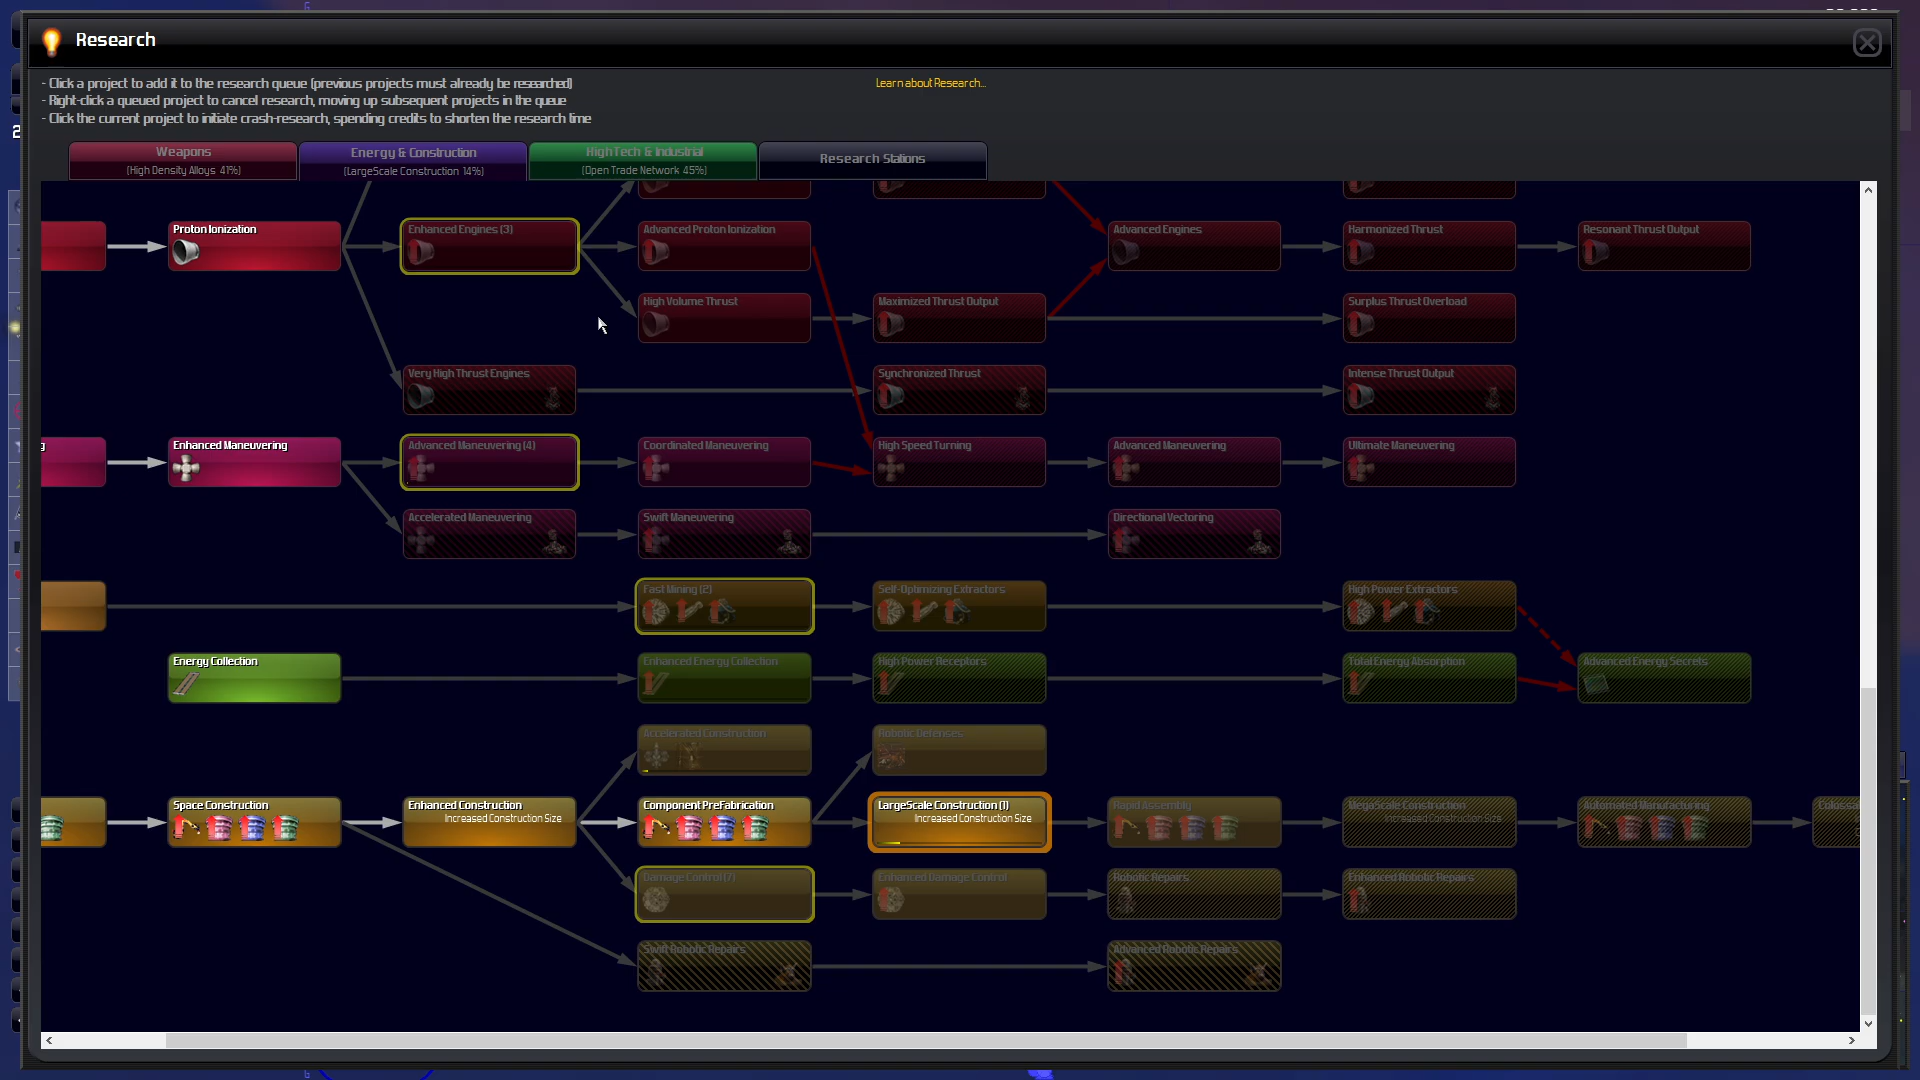 Research
- Click a project to add it to the research queue (previous projects must already be researched)
- Right-click a queued project to cancel research, moving up subsequent projects in the queue
- Click the current project to initiate crash-research, spending credits to shorten the research time
Learn about Research...
Weapons
(High Density Alloys 41%)
Energy & Construction
(LargeScale Construction 14%)
HighTech & Industrial
(Open Trade Network 45%)
Research Stations
Proton Ionization
Enhanced Engines (3)
Advanced Proton Ionization
Advanced Engines
Harmonized Thrust
Resonant Thrust Output
High Volume Thrust
Maximized Thrust Output
Surplus Thrust Overload
Very High Thrust Engines
Synchronized Thrust
Intense Thrust Output
g
Enhanced Maneuvering
Advanced Maneuvering (4)
Coordinated Maneuvering
High Speed Turning
Advanced Maneuvering
Ultimate Maneuvering
Accelerated Maneuvering
Swift Maneuvering
Directional Vectoring
Fast Mining (2)
Self-Optimizing Extractors
High Power Extractors
Energy Collection
Enhanced Energy Collection
High Power Receptors
Total Energy Absorption
Advanced Energy Secrets
Accelerated Construction
Robotic Defenses
Space Construction
Enhanced Construction
Increased Construction Size
Component PreFabrication
LargeScale Construction (1)
Increased Construction Size
Rapid Assembly
MegaScale Construction
Increased Construction Size
Automated Manufacturing
Colossal
Damage Control (7)
Enhanced Damage Control
Robotic Repairs
Enhanced Robotic Repairs
Swift Robotic Repairs
Advanced Robotic Repairs